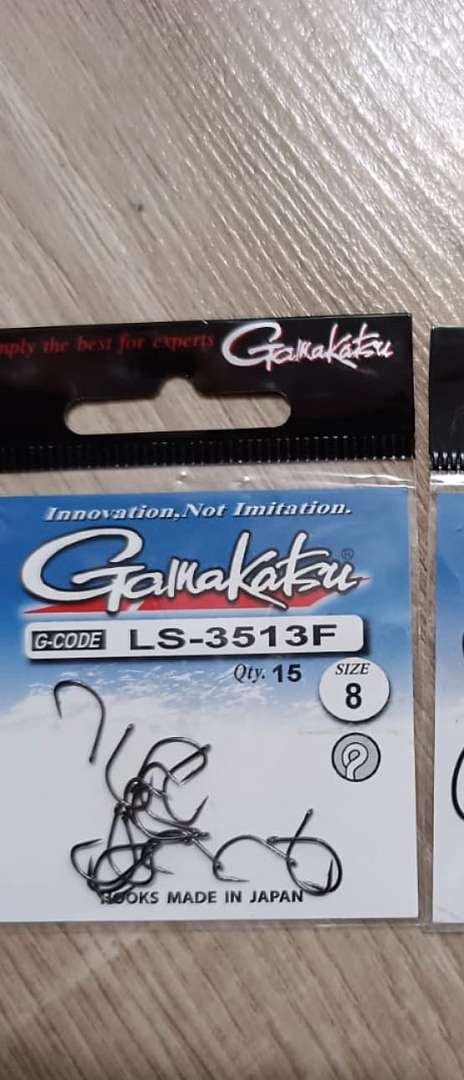 the best for experts Gamakatsu
Innovation, Not Imitation.
Gamakatsu®
G-CODE LS-3513F
Qty. 15
SIZE
8
HOOKS MADE IN JAPAN